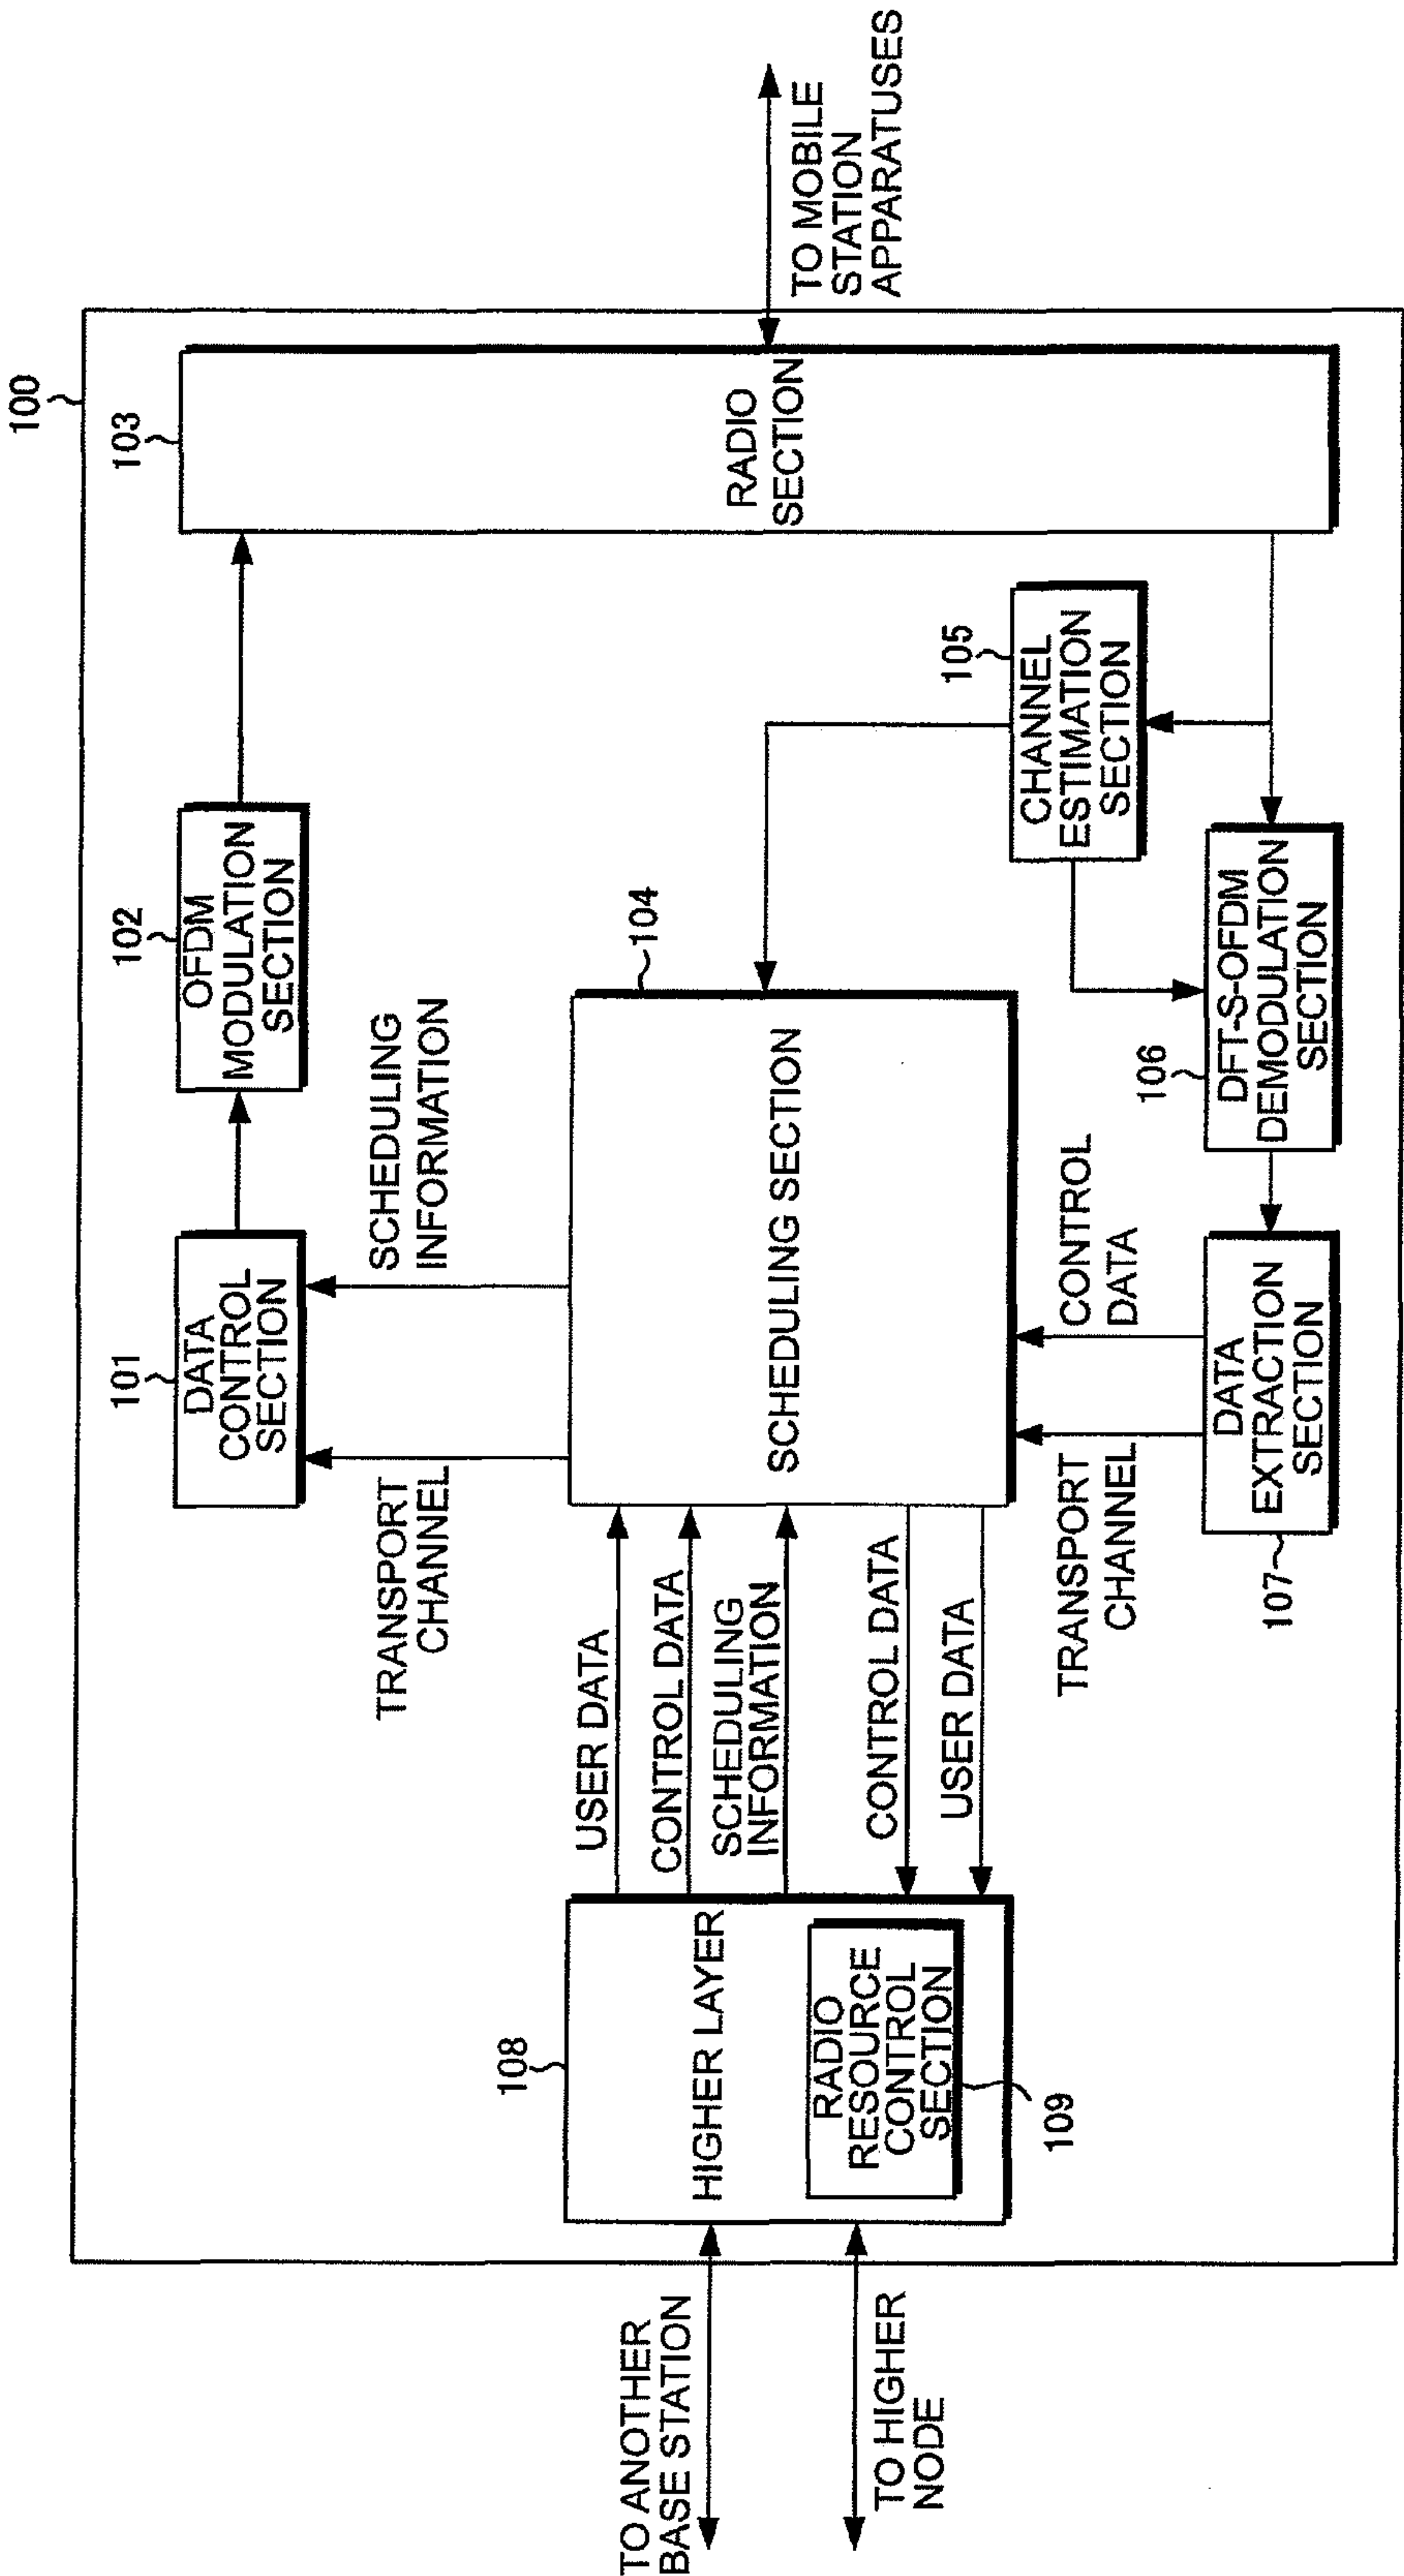 100
103
RADIO
SECTION
TO MOBILE
STATION
APPARATUSES
102
OFDM
MODULATION
SECTION
105
CHANNEL
ESTIMATION
SECTION
101
DATA
CONTROL
SECTION
SCHEDULING
INFORMATION
TRANSPORT
CHANNEL
104
SCHEDULING SECTION
106
DFT-S-OFDM
DEMODULATION
SECTION
CONTROL
DATA
TRANSPORT
CHANNEL
DATA
EXTRACTION
SECTION
107
USER DATA
CONTROL DATA
SCHEDULING
INFORMATION
CONTROL DATA
USER DATA
108
HIGHER LAYER
RADIO
RESOURCE
CONTROL
SECTION
109
TO ANOTHER
BASE STATION
TO HIGHER
NODE